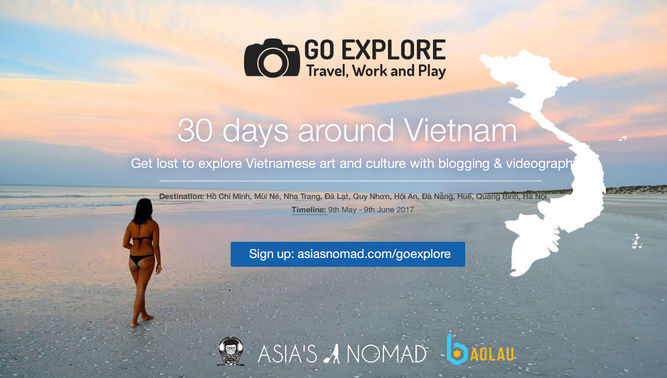 GO EXPLORE
Travel, Work and Play
30 days around Vietnam
Get lost to explore Vietnamese art and culture with blogging & videography
Destination: Hồ Chí Minh, Mũi Né, Nha Trang, Đà Lạt, Quy Nhơn, Hội An, Đà Nẵng, Huế, Quảng Bình, Hà Nội
Timeline: 9th May - 9th June 2017
Sign up: asiasnomad.com/goexplore
ASIA'S NOMAD
BAOLAU